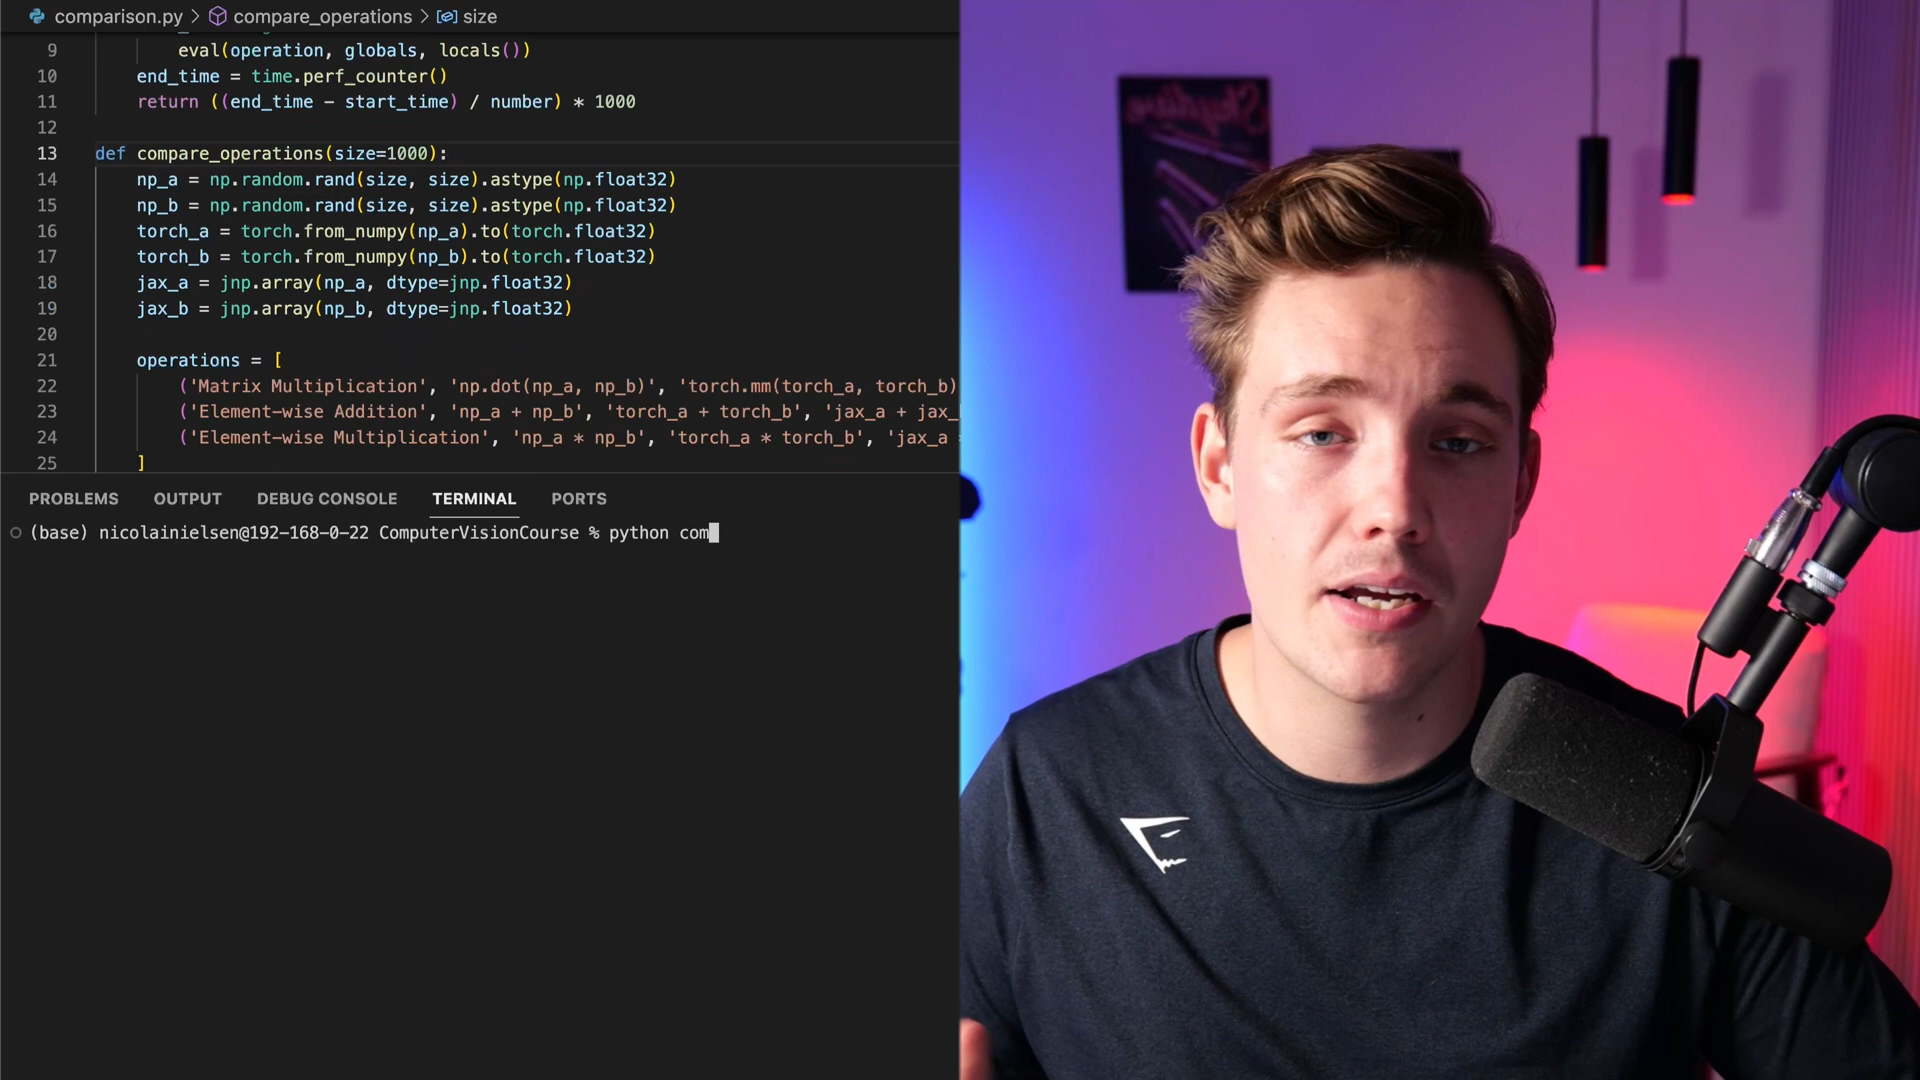 comparison.py > compare_operations > size
9 eval(operation, globals, locals())
10 end_time = time.perf_counter()
11 return ((end_time - start_time) / number) * 1000
12
13 def compare_operations(size=1000):
14 np_a = np.random.rand(size, size).astype(np.float32)
15 np_b = np.random.rand(size, size).astype(np.float32)
16 torch_a = torch.from_numpy(np_a).to(torch.float32)
17 torch_b = torch.from_numpy(np_b).to(torch.float32)
18 jax_a = jnp.array(np_a, dtype=jnp.float32)
19 jax_b = jnp.array(np_b, dtype=jnp.float32)
20
21 operations = [
22 ('Matrix Multiplication', 'np.dot(np_a, np_b)', 'torch.mm(torch_a, torch_b)
23 ('Element-wise Addition', 'np_a + np_b', 'torch_a + torch_b', 'jax_a + jax_
24 ('Element-wise Multiplication', 'np_a * np_b', 'torch_a * torch_b', 'jax_a
25 ]
PROBLEMS OUTPUT DEBUG CONSOLE TERMINAL PORTS
(base) nicolainielsen@192-168-0-22 ComputerVisionCourse % python com